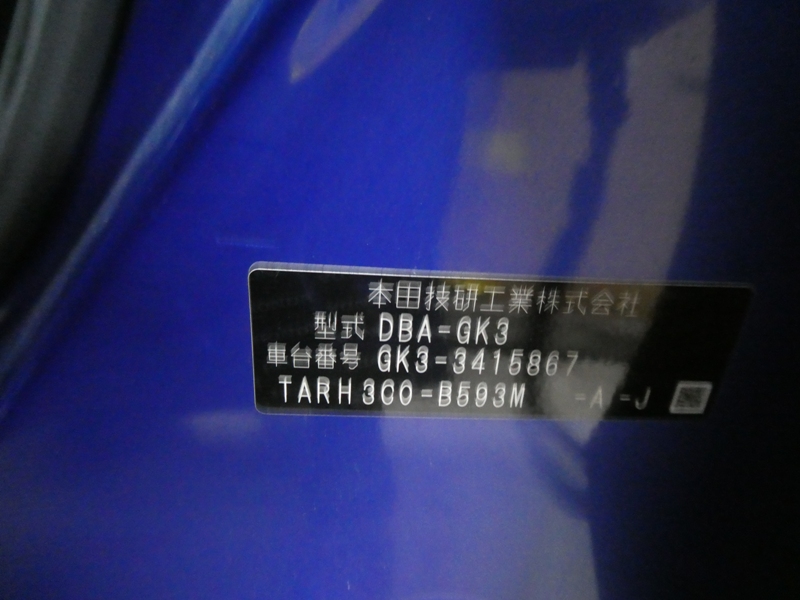 本田技研工業株式会社
型式 DBA-GK3
車台番号 GK3-3415867
TARH 3C0-B593M -A -J